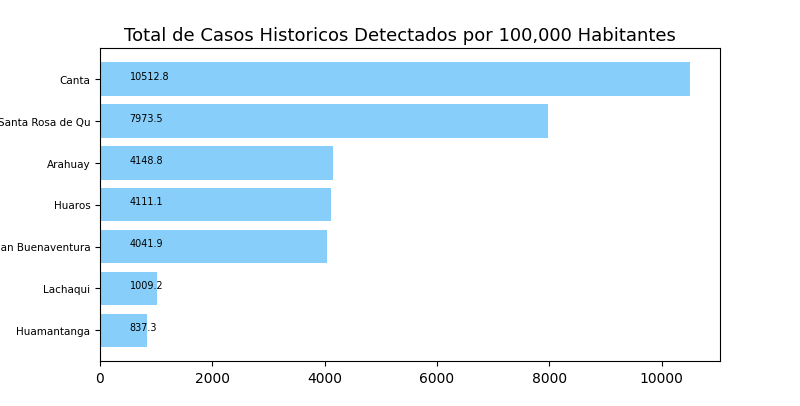 Total de Casos Historicos Detectados por 100,000 Habitantes
Canta 10512.8
Santa Rosa de Qu 7973.5
Arahuay 4148.8
Huaros 4111.1
an Buenaventura 4041.9
Lachaqui 1009.2
Huamantanga 837.3
0 2000 4000 6000 8000 10000